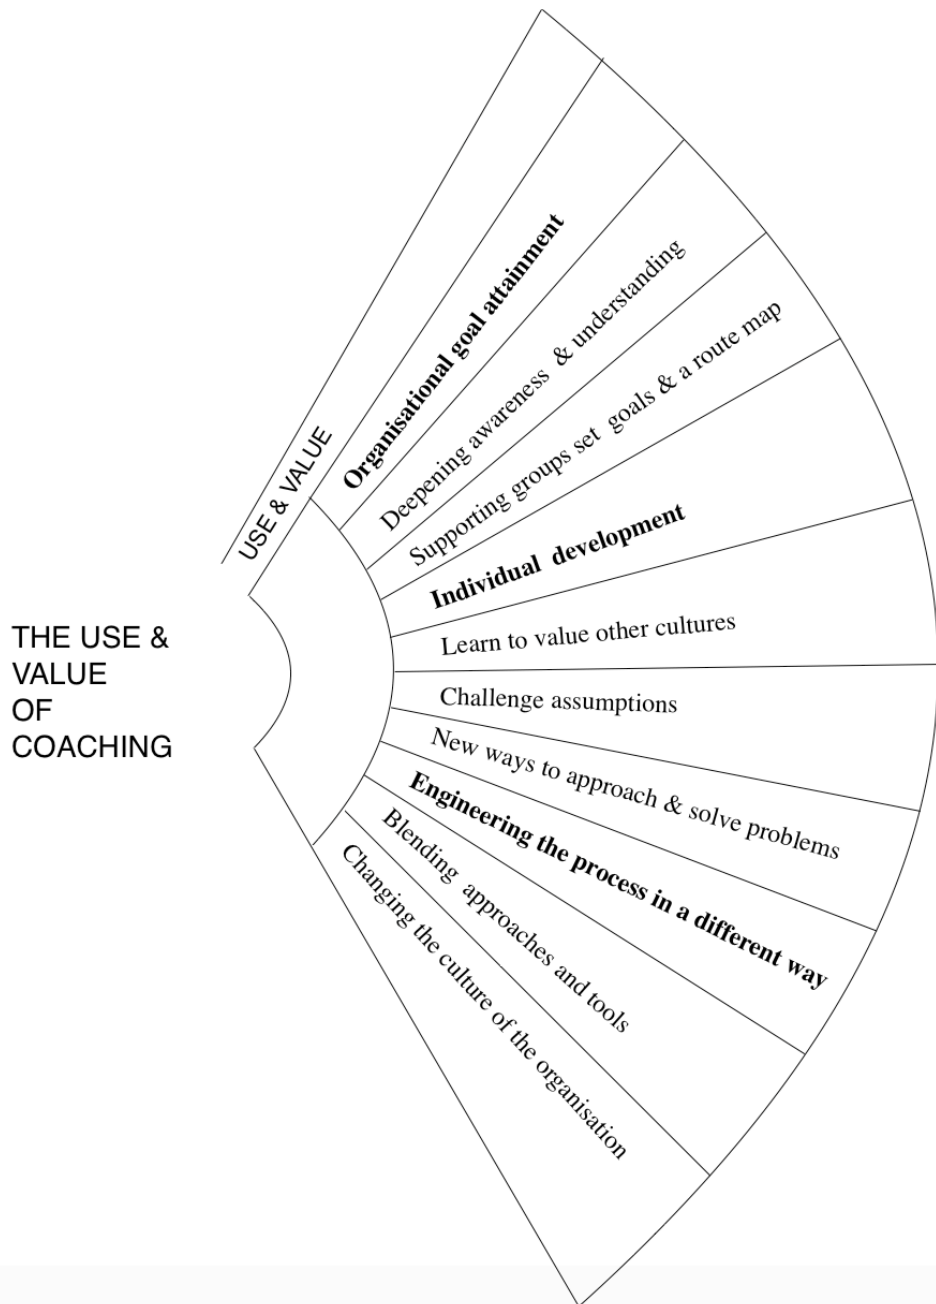 USE & VALUE
Organisational goal attainment
Deepening awareness & understanding
Supporting groups set goals & a route map
Individual development
Learn to value other cultures
Challenge assumptions
New ways to approach & solve problems
Engineering the process in a different way
Blending approaches and tools
Changing the culture of the organisation
THE USE &
VALUE
OF
COACHING